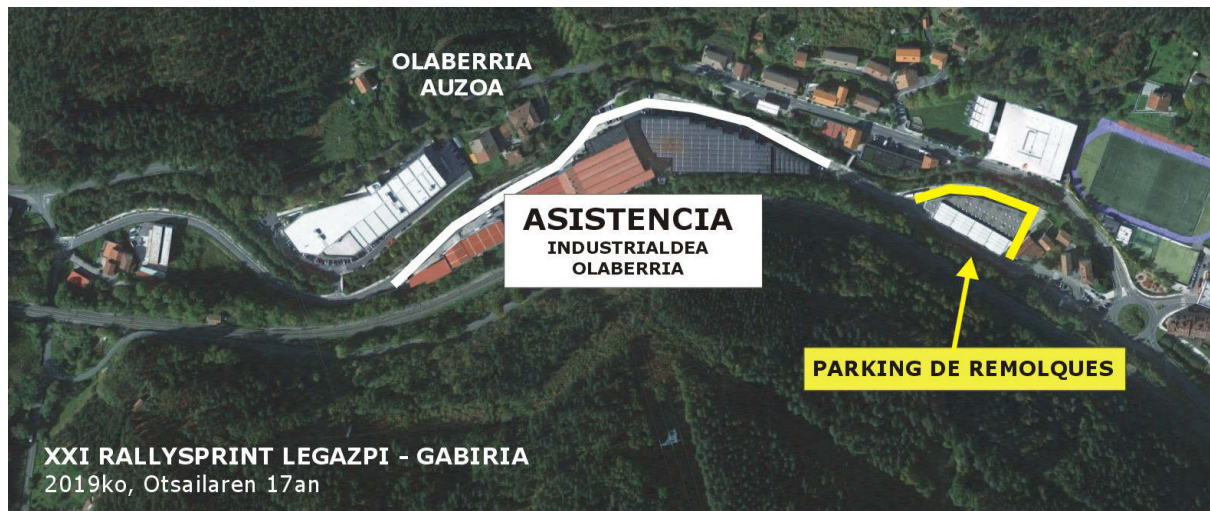 OLABERRIA
AUZOA
ASISTENCIA
INDUSTRIALDEA
OLABERRIA
PARKING DE REMOLQUES
XXI RALLYSPRINT LEGAZPI - GABIRIA
2019ko, Otsailaren 17an